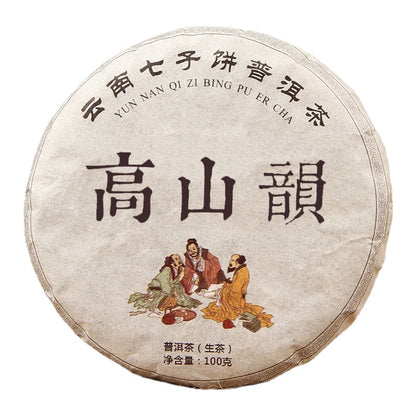 云南七子饼普洱茶
YUN NAN QI ZI BING PU ER CHA
高山韻
普洱茶（生茶）
净含量：100克